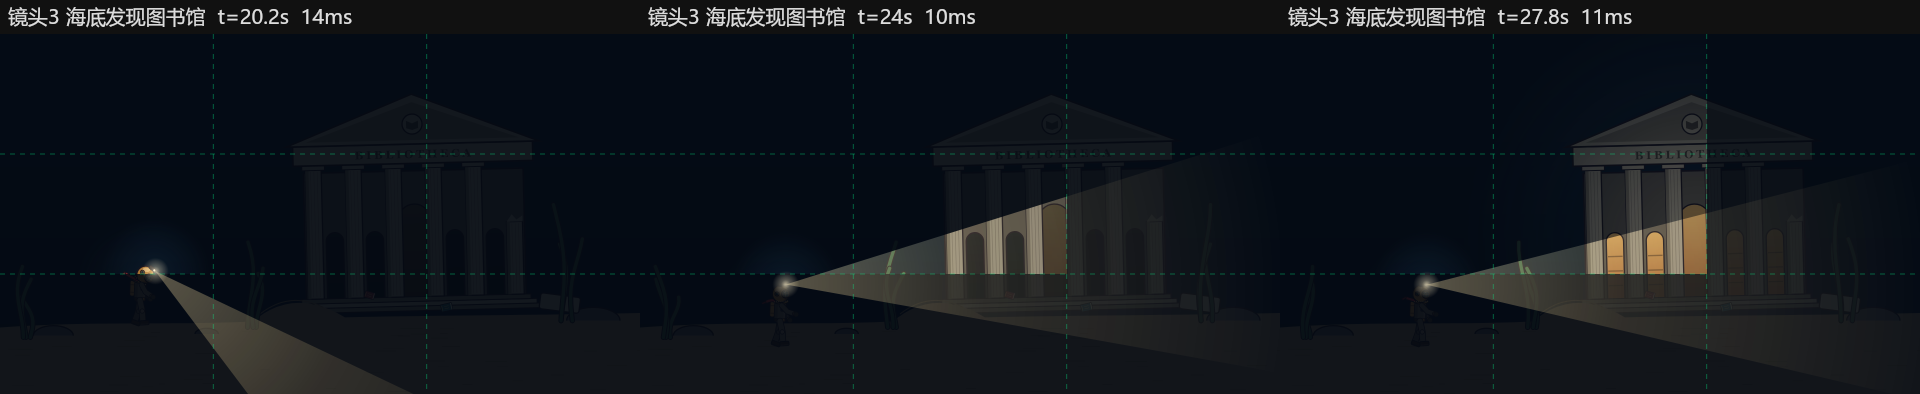 镜头3 海底发现图书馆 t=20.2s 14ms
镜头3 海底发现图书馆 t=24s 10ms
镜头3 海底发现图书馆 t=27.8s 11ms
BIBLIOT